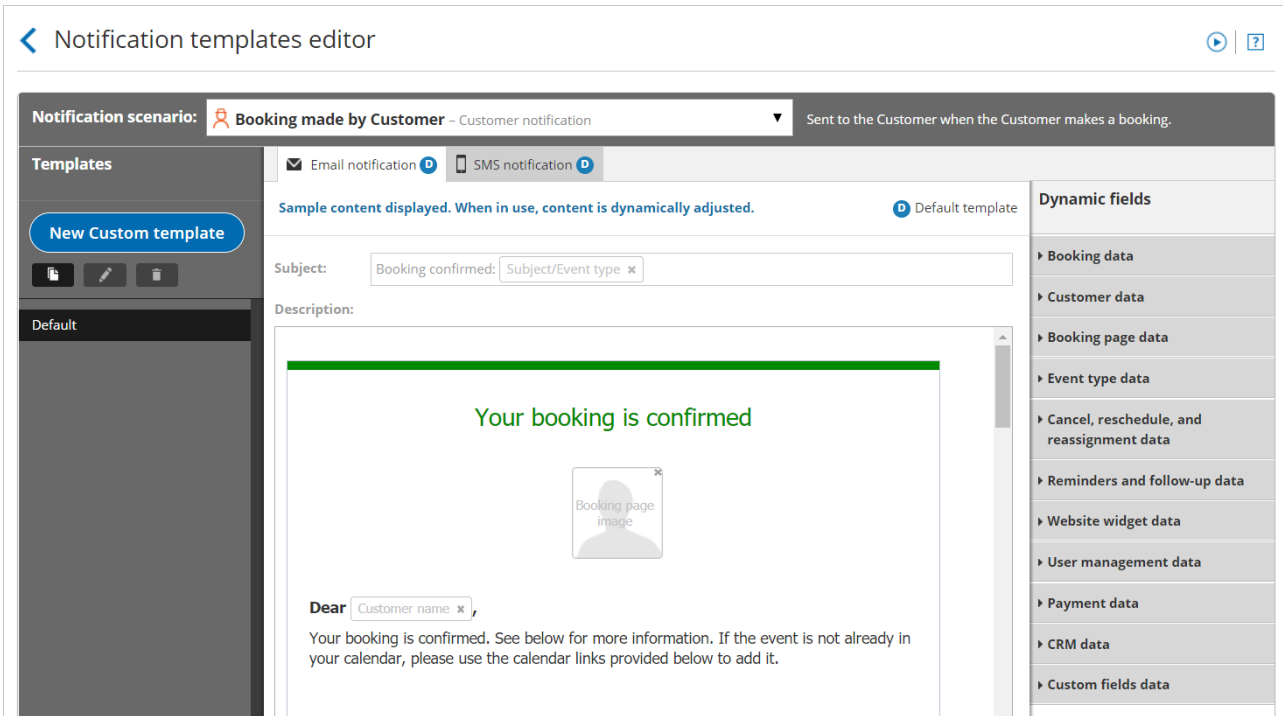 Notification templates editor
?
Notification scenario: Booking made by Customer – Customer notification Sent to the Customer when the Customer makes a booking.
Templates
Email notification D SMS notification D
Dynamic fields
Sample content displayed. When in use, content is dynamically adjusted. D Default template
New Custom template
Subject: Booking confirmed: Subject/Event type ×
Description:
Default
Your booking is confirmed
Booking page
image
Dear Customer name ×,
Your booking is confirmed. See below for more information. If the event is not already in
your calendar, please use the calendar links provided below to add it.
Booking data
Customer data
Booking page data
Event type data
Cancel, reschedule, and
reassignment data
Reminders and follow-up data
Website widget data
User management data
Payment data
CRM data
Custom fields data